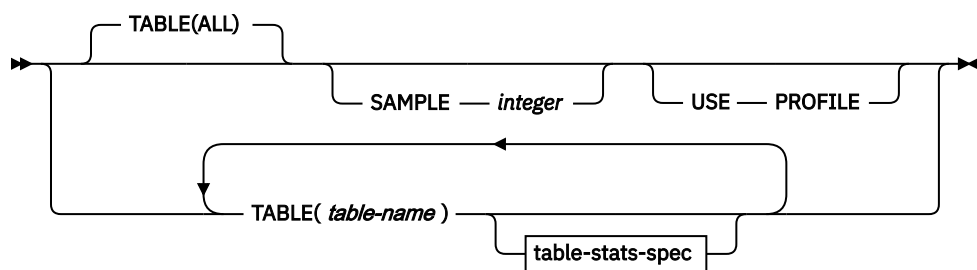 TABLE(ALL)
SAMPLE integer
USE PROFILE
TABLE( table-name )
table-stats-spec